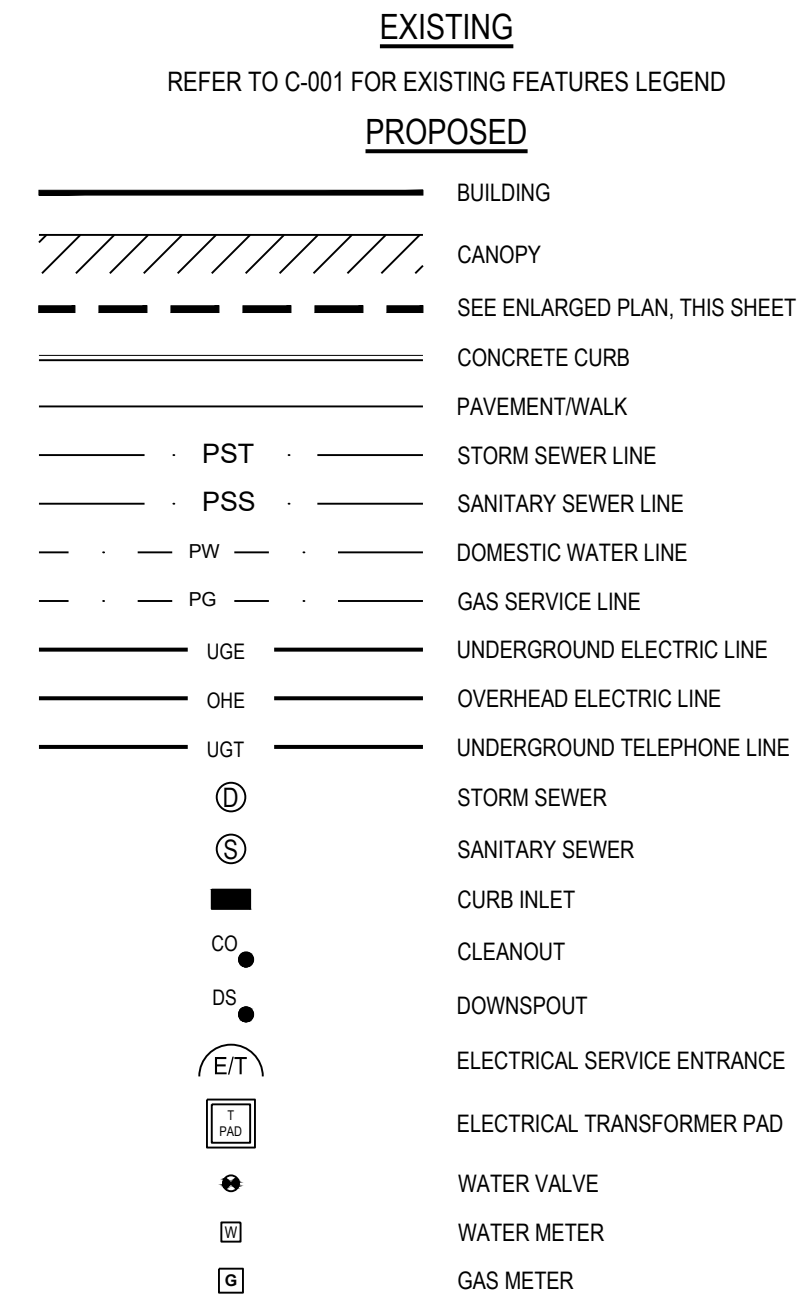 EXISTING
REFER TO C-001 FOR EXISTING FEATURES LEGEND
PROPOSED
BUILDING
CANOPY
SEE ENLARGED PLAN, THIS SHEET
CONCRETE CURB
PAVEMENT/WALK
PST STORM SEWER LINE
PSS SANITARY SEWER LINE
PW DOMESTIC WATER LINE
PG GAS SERVICE LINE
UGE UNDERGROUND ELECTRIC LINE
OHE OVERHEAD ELECTRIC LINE
UGT UNDERGROUND TELEPHONE LINE
D STORM SEWER
S SANITARY SEWER
CURB INLET
CO CLEANOUT
DS DOWNSPOUT
E/T ELECTRICAL SERVICE ENTRANCE
T
PAD ELECTRICAL TRANSFORMER PAD
WATER VALVE
W WATER METER
G GAS METER